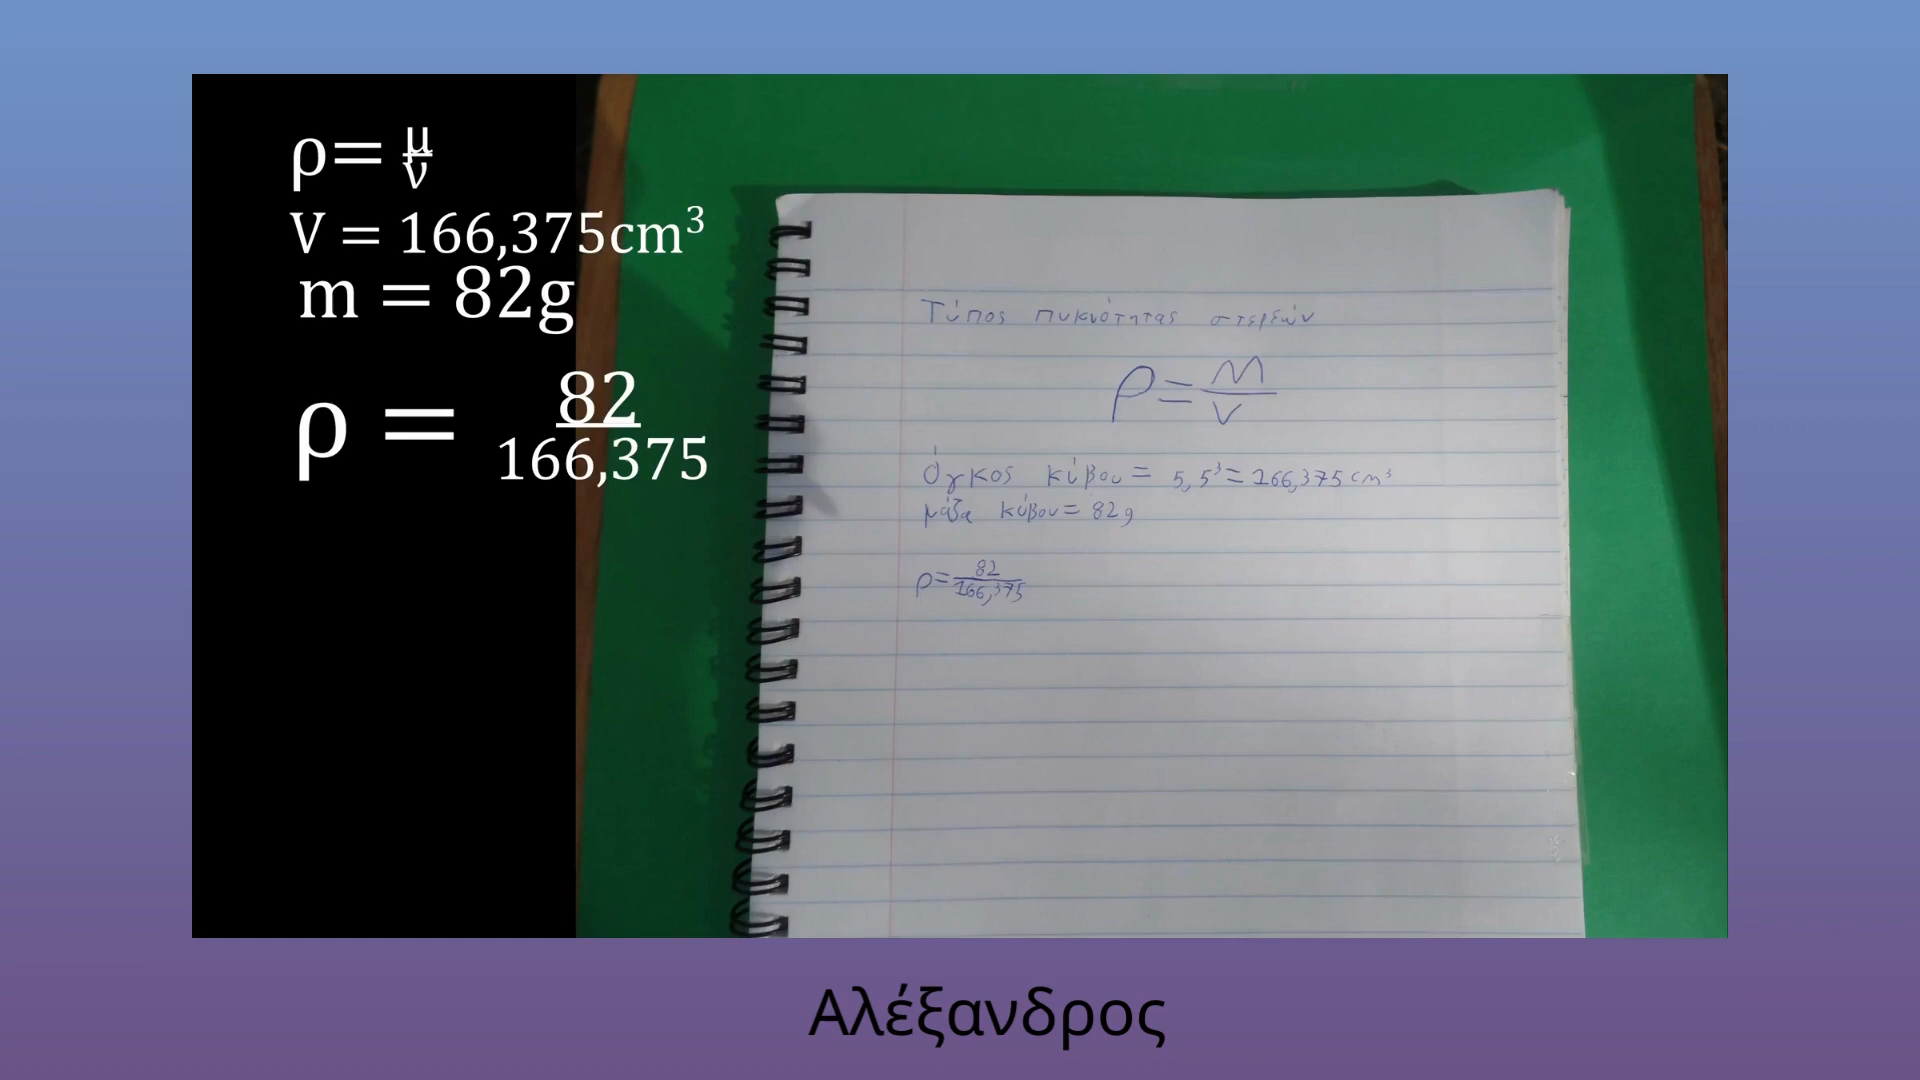 ρ= μ/ν
V = 166,375cm³
m = 82g
ρ = 82/166,375
Τύπος πυκνότητας στερεών
ρ = m/v
Όγκος κύβου = 5,5³ = 166,375 cm³
μάζα κύβου = 82g
ρ = 82/166,375
Αλέξανδρος